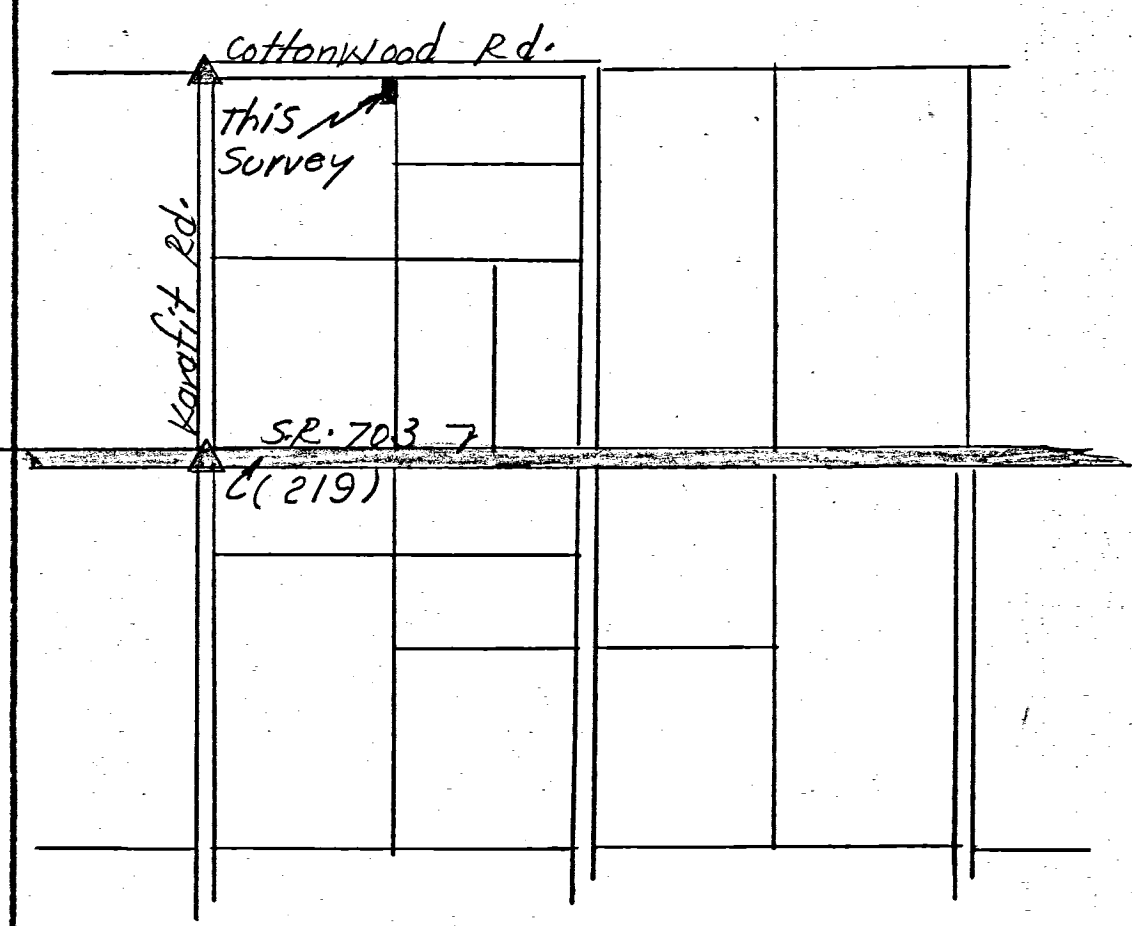 Cottonwood Rd.
This
Survey
Karafit Rd.
S.R. 703
(219)